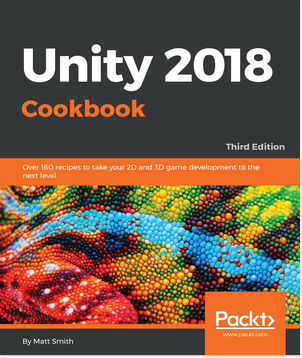 Unity 2018
Cookbook
Third Edition
Over 160 recipes to take your 2D and 3D game development to the
next level
Packt>
www.packt.com
By Matt Smith